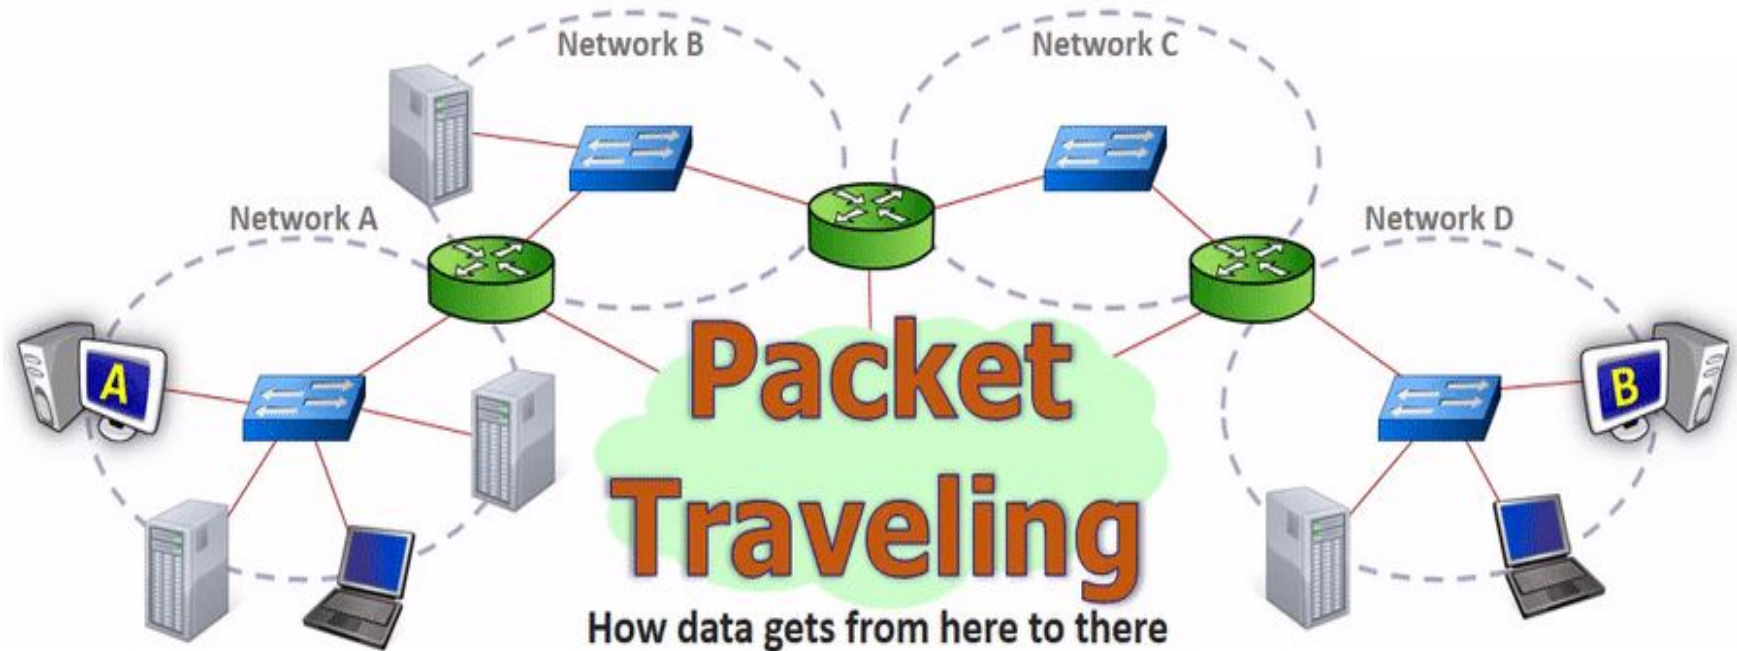 Network B
Network C
Network A
Network D
A
B
Packet
Traveling
How data gets from here to there